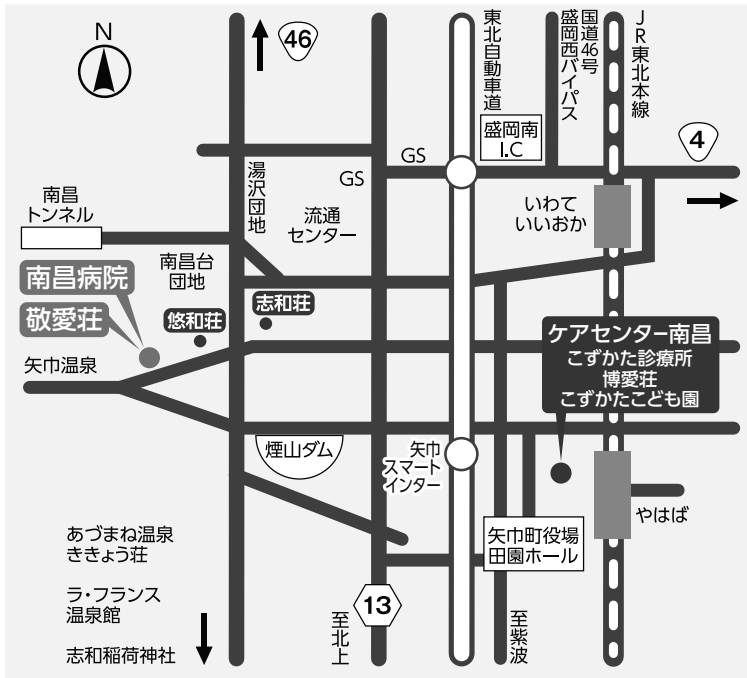 N
46
東北自動車道
国道46号
盛岡西バイパス
JR東北本線
盛岡南
I.C
4
GS
GS
湯沢団地
流通
センター
いわて
いいおか
南昌
トンネル
南昌台
団地
南昌病院
敬愛荘
悠和荘
志和荘
矢巾温泉
ケアセンター南昌
こずかた診療所
博愛荘
こずかたこども園
煙山ダム
矢巾
スマート
インター
やはば
矢巾町役場
田園ホール
あづまね温泉
ききょう荘
ラ・フランス
温泉館
志和稲荷神社
13
至北上
至紫波